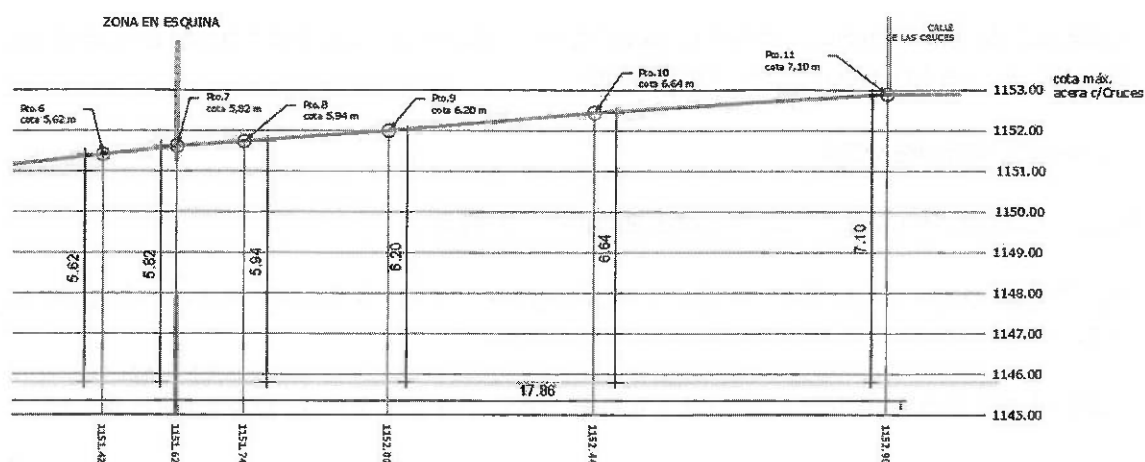 ZONA EN ESQUINA
CALLE
DE LAS CRUCES
Pto.6
cota 5,62 m
Pto.7
cota 5,82 m
Pto.8
cota 5.94 m
Pto.9
cota 6.20 m
Pto.10
cota 6.64 m
Pto.11
cota 7,10 m
cota máx.
acera c/Cruces
1153.00
1152.00
1151.00
1150.00
1149.00
1148.00
1147.00
1146.00
1145.00
5.62
5.82
5.94
6.20
6.64
7.10
17.86
1151.42
1151.62
1151.74
1152.00
1152.44
1152.90